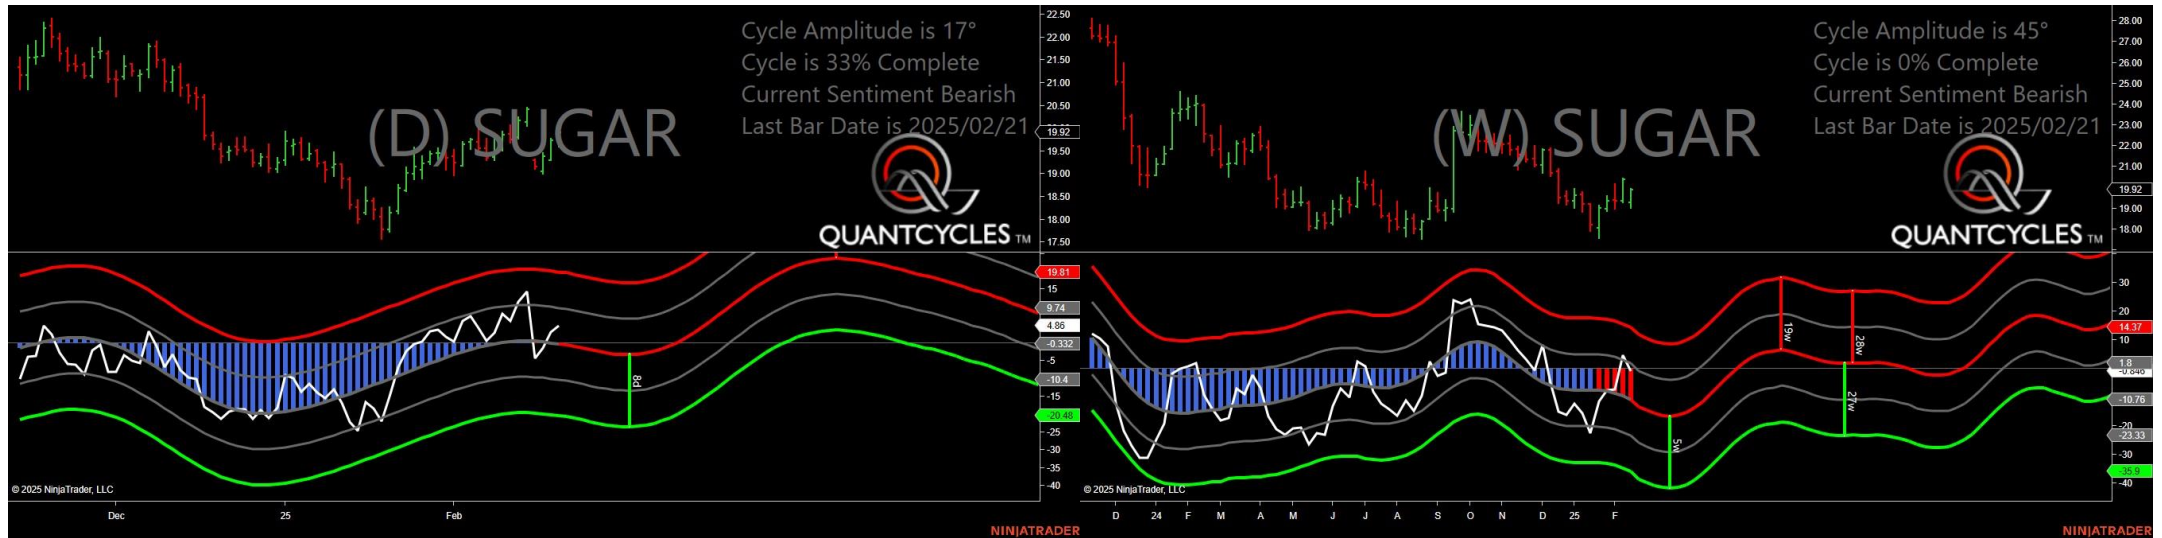 Cycle Amplitude is 17°
Cycle is 33% Complete
Current Sentiment Bearish
Last Bar Date is 2025/02/21
(D) SUGAR
QUANTCYCLES TM
22.50
22.00
21.50
21.00
20.50
19.92
19.50
19.00
18.50
18.00
17.50
19.81
15
9.74
4.86
-0.332
-5
-10.4
-15
-20.48
-25
-30
-35
-40
8d
© 2025 NinjaTrader, LLC
Dec
25
Feb
NINJATRADER
Cycle Amplitude is 45°
Cycle is 0% Complete
Current Sentiment Bearish
Last Bar Date is 2025/02/21
(W) SUGAR
QUANTCYCLES TM
28.00
27.00
26.00
25.00
24.00
23.00
22.00
21.00
19.92
19.00
18.00
30
20
14.37
10
1.8
-0.846
-10.76
-20
-23.33
-30
-35.9
-40
19w
28w
27w
5w
© 2025 NinjaTrader, LLC
D
24
F
M
A
M
J
J
A
S
O
N
D
25
F
NINJATRADER